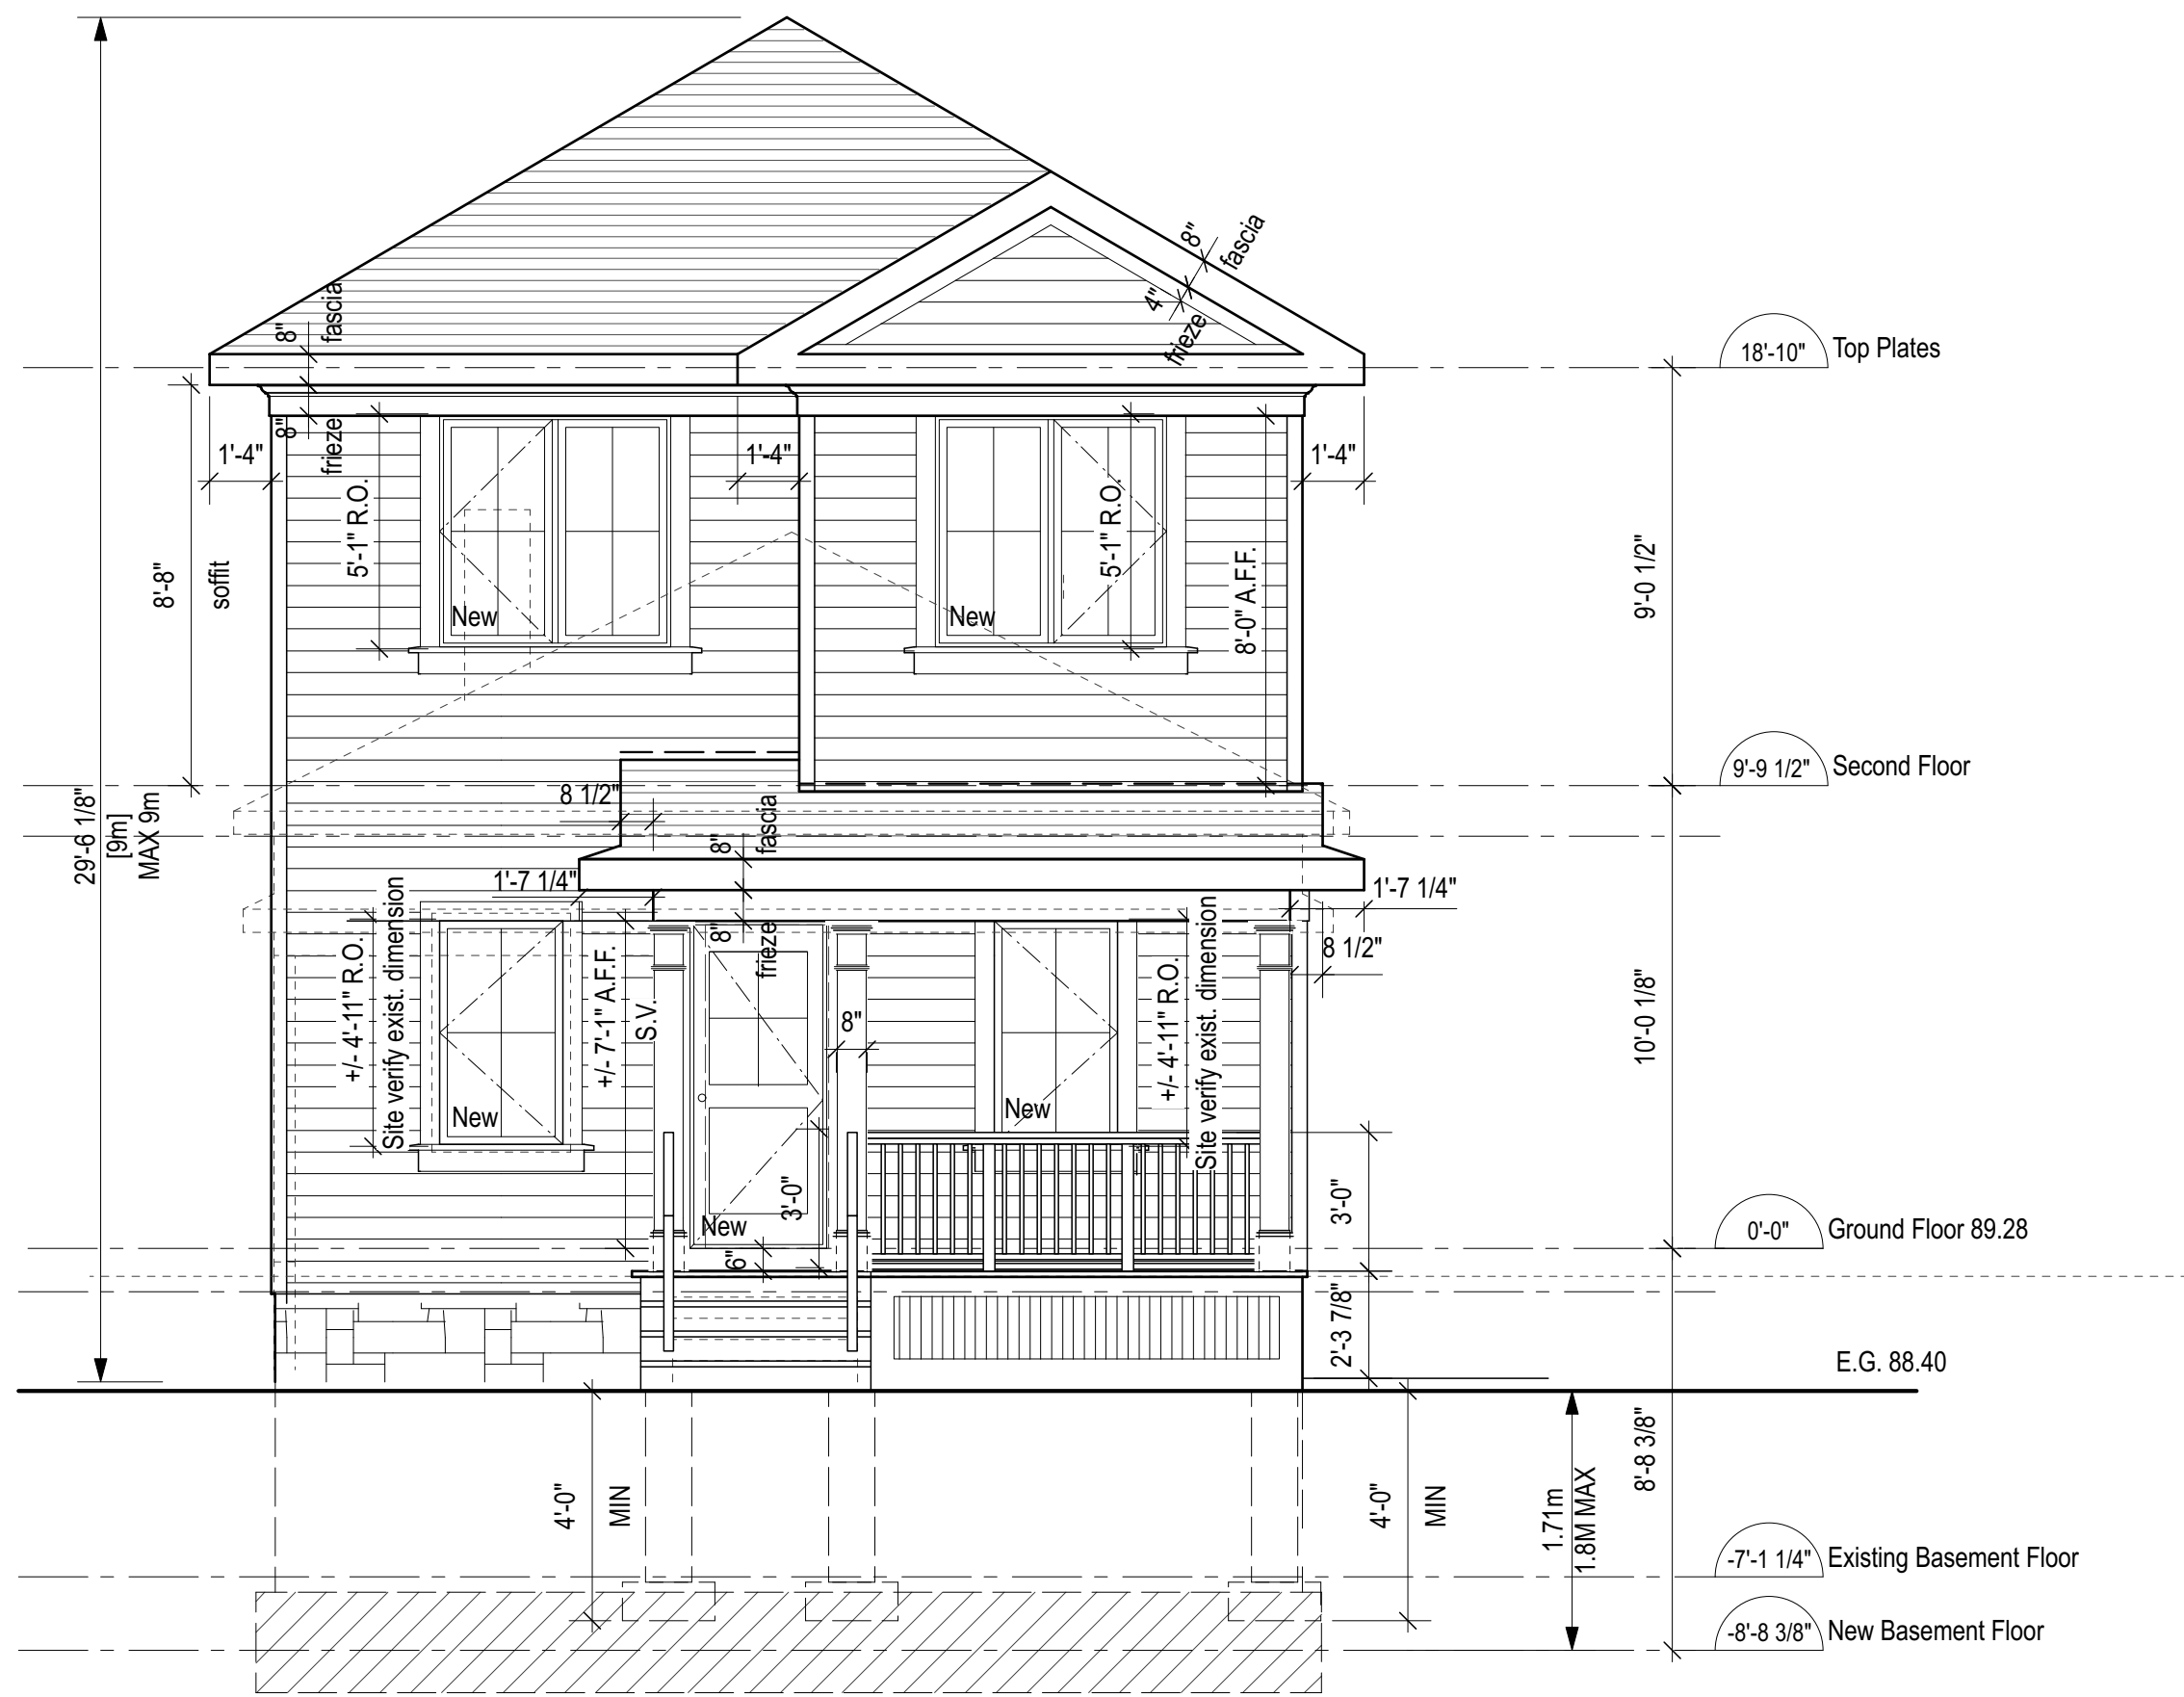 8"
fascia
4"
frieze
8"
fascia
18'-10"
Top Plates
8"
frieze
1'-4"
1'-4"
1'-4"
5'-1" R.O.
5'-1" R.O.
8'-8"
soffit
8'-0" A.F.F.
9'-0 1/2"
New
New
9'-9 1/2"
Second Floor
29'-6 1/8"
[9m]
MAX 9m
8 1/2"
8"
fascia
1'-7 1/4"
1'-7 1/4"
8"
frieze
8 1/2"
+/- 4'-11" R.O.
Site verify exist. dimension
+/- 7'-1" A.F.F.
S.V.
8"
+/- 4'-11" R.O.
Site verify exist. dimension
10'-0 1/8"
New
New
New
3'-0"
3'-0"
6"
0'-0"
Ground Floor 89.28
2'-3 7/8"
E.G. 88.40
4'-0"
MIN
4'-0"
MIN
1.71m
1.8M MAX
8'-8 3/8"
-7'-1 1/4"
Existing Basement Floor
-8'-8 3/8"
New Basement Floor